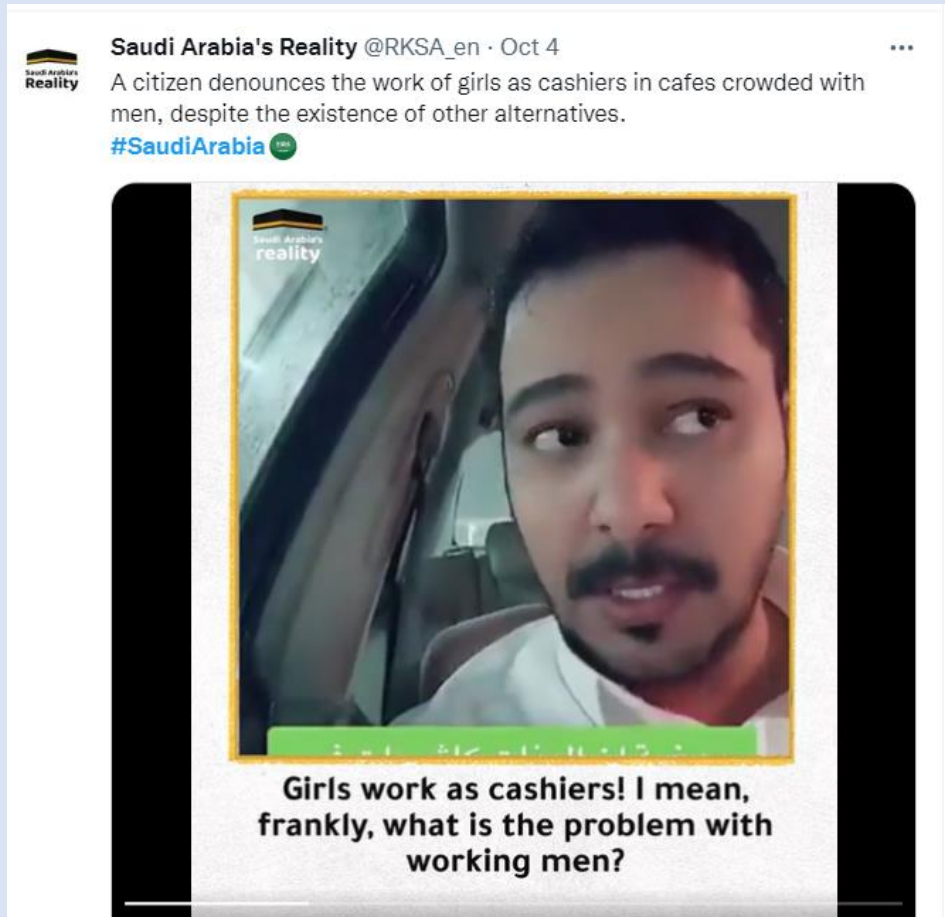 Saudi Arabia's Reality @RKSA_en · Oct 4
Saudi Arabia's
Reality
A citizen denounces the work of girls as cashiers in cafes crowded with
men, despite the existence of other alternatives.
#SaudiArabia
Saudi Arabia's
reality
Girls work as cashiers! I mean,
frankly, what is the problem with
working men?